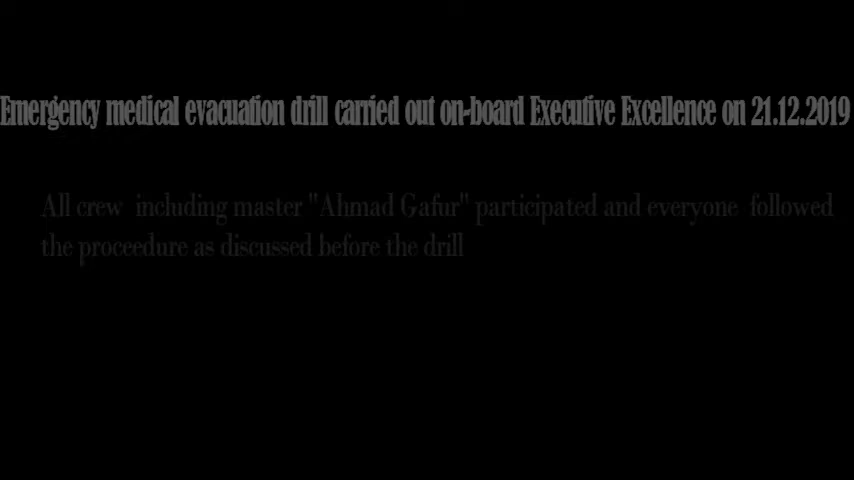 Emergency medical evacuation drill carried out on-board Executive Excellence on 21.12.2019
All crew including master "Ahmad Gafur" participated and everyone followed
the proceedure as discussed before the drill